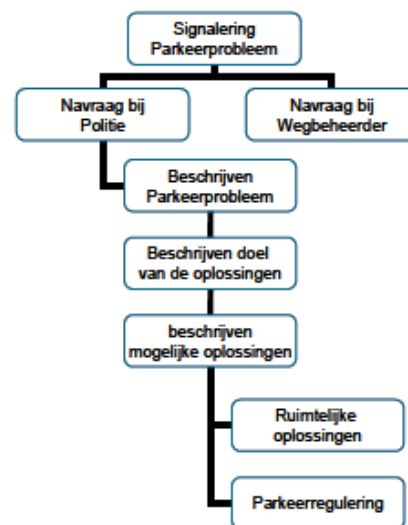 Signalering
Parkeerprobleem
Navraag bij
Politie
Navraag bij
Wegbeheerder
Beschrijven
Parkeerprobleem
Beschrijven doel
van de oplossingen
beschrijven
mogelijke oplossingen
Ruimtelijke
oplossingen
Parkeerregulering